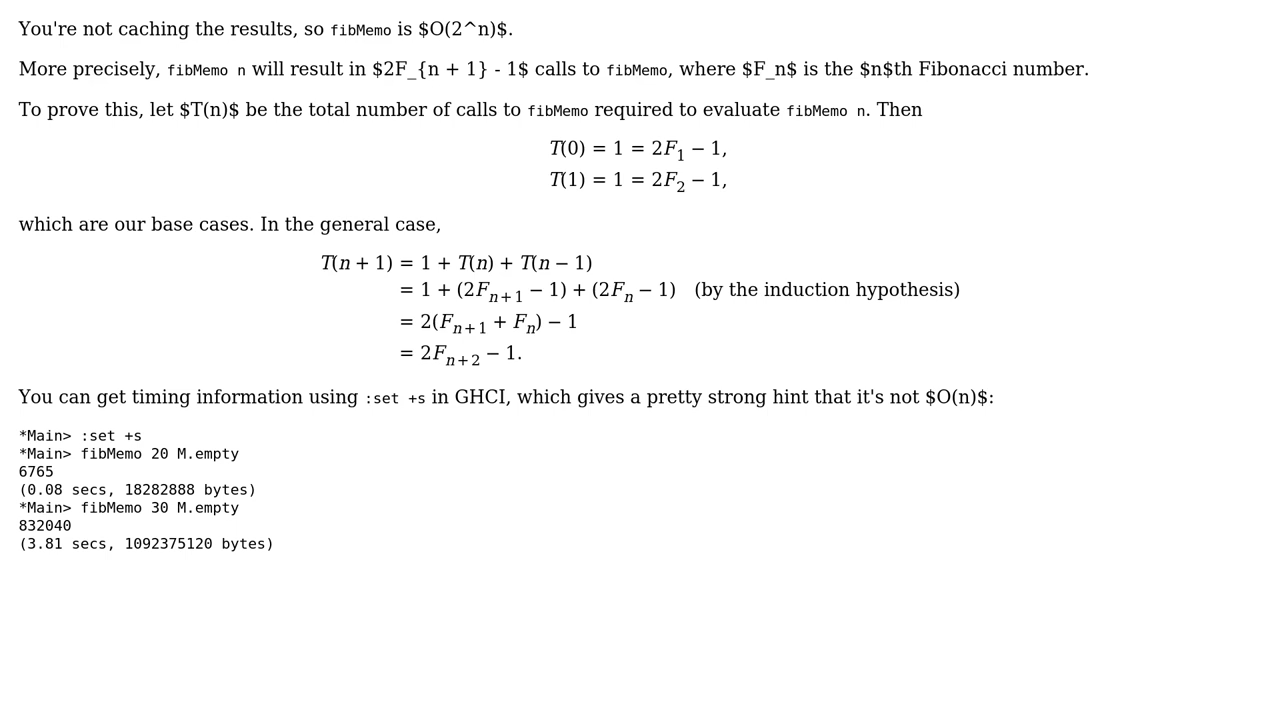 You're not caching the results, so fibMemo is $O(2^n)$.
More precisely, fibMemo n will result in $2F_{n + 1} - 1$ calls to fibMemo, where $F_n$ is the $n$th Fibonacci number.
To prove this, let $T(n)$ be the total number of calls to fibMemo required to evaluate fibMemo n. Then
T(0) = 1 = 2F₁ − 1,
T(1) = 1 = 2F₂ − 1,
which are our base cases. In the general case,
T(n + 1) = 1 + T(n) + T(n − 1)
= 1 + (2Fₙ₊₁ − 1) + (2Fₙ − 1) (by the induction hypothesis)
= 2(Fₙ₊₁ + Fₙ) − 1
= 2Fₙ₊₂ − 1.
You can get timing information using :set +s in GHCI, which gives a pretty strong hint that it's not $O(n)$:
*Main> :set +s
*Main> fibMemo 20 M.empty
6765
(0.08 secs, 18282888 bytes)
*Main> fibMemo 30 M.empty
832040
(3.81 secs, 1092375120 bytes)